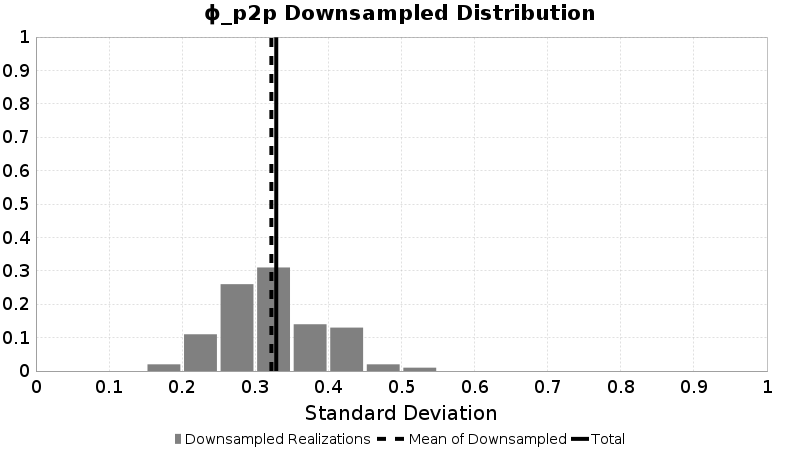 ϕ_p2p Downsampled Distribution
1
0.9
0.8
0.7
0.6
0.5
0.4
0.3
0.2
0.1
0
0 0.1 0.2 0.3 0.4 0.5 0.6 0.7 0.8 0.9 1
Standard Deviation
Downsampled Realizations Mean of Downsampled Total